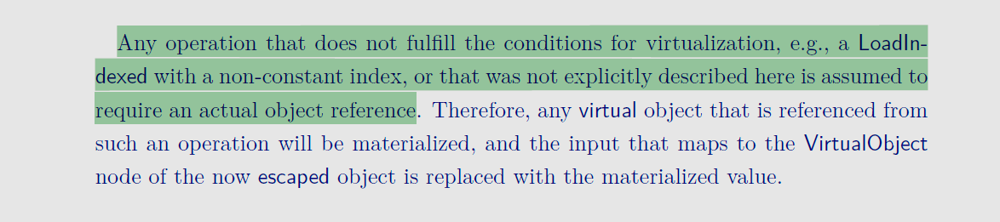 Any operation that does not fulfill the conditions for virtualization, e.g., a LoadIn-
dexed with a non-constant index, or that was not explicitly described here is assumed to
require an actual object reference. Therefore, any virtual object that is referenced from
such an operation will be materialized, and the input that maps to the VirtualObject
node of the now escaped object is replaced with the materialized value.